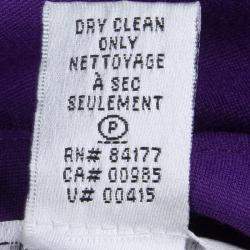 DRY CLEAN
ONLY
NETTOYAGE
À SEC
SEULEMENT
P
RN# 84177
CA# 00985
V# 00415